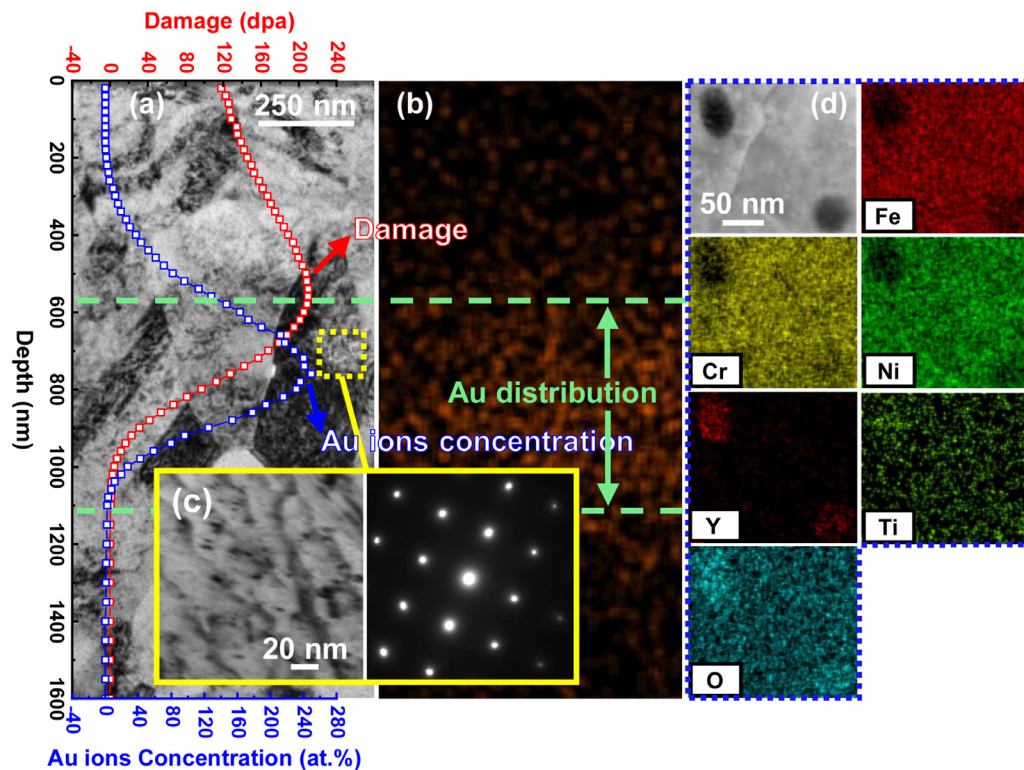 Damage (dpa)
-40 0 40 80 120 160 200 240
(a)
250 nm
(b)
(d)
50 nm
Fe
Cr
Ni
Y
Ti
O
Damage
Au distribution
Au ions concentration
(c)
20 nm
Depth (nm)
0
200
400
600
800
1000
1200
1400
1600
-40 0 40 80 120 160 200 240 280
Au ions Concentration (at.%)